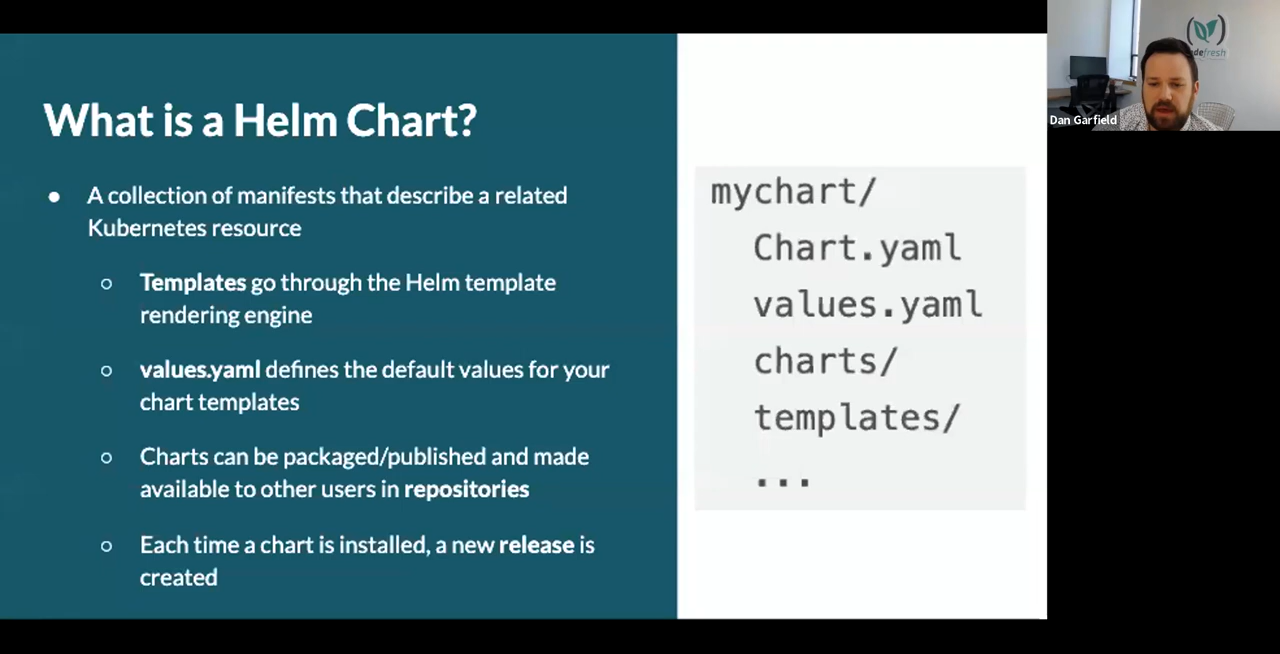 What is a Helm Chart?
● A collection of manifests that describe a related
Kubernetes resource
○ Templates go through the Helm template
rendering engine
○ values.yaml defines the default values for your
chart templates
○ Charts can be packaged/published and made
available to other users in repositories
○ Each time a chart is installed, a new release is
created
mychart/
Chart.yaml
values.yaml
charts/
templates/
...
Dan Garfield